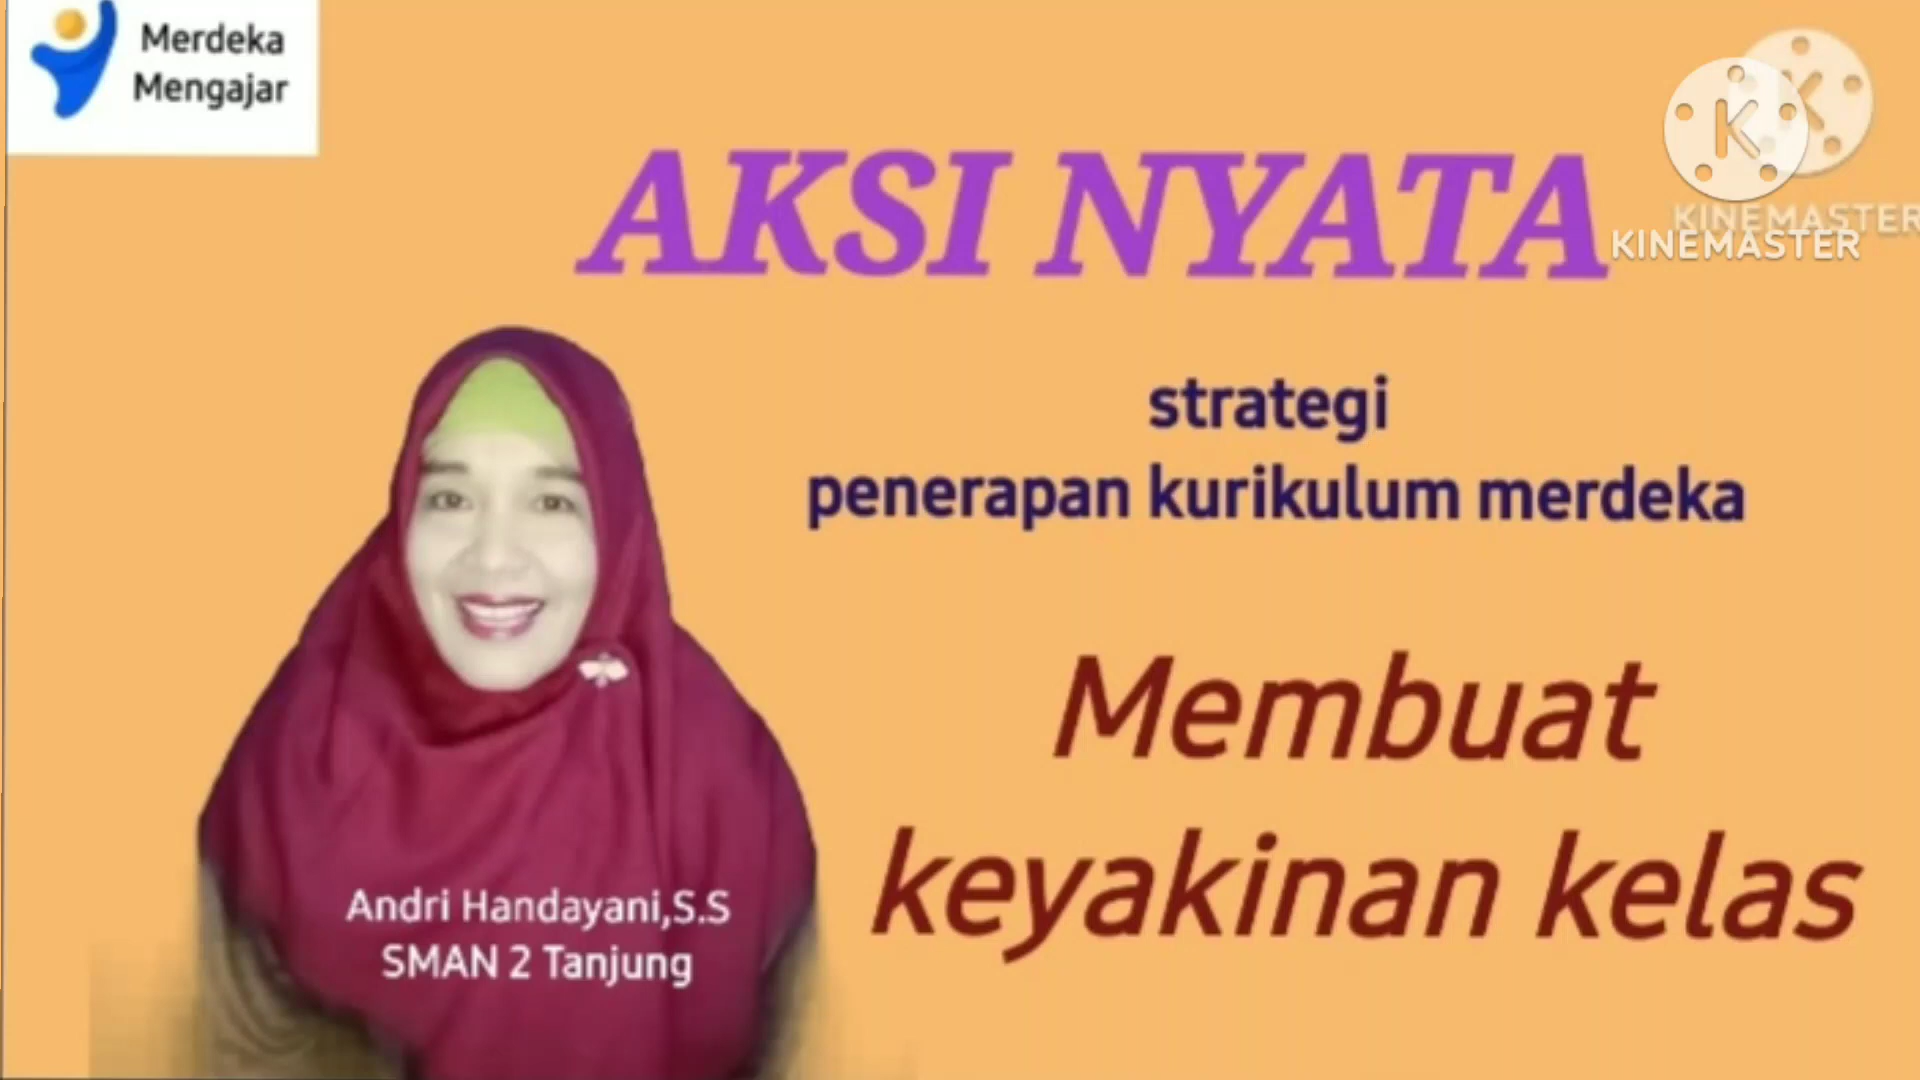 Merdeka
Mengajar
KINEMASTER
KINEMASTER
AKSI NYATA
strategi
penerapan kurikulum merdeka
Membuat
keyakinan kelas
Andri Handayani,S.S
SMAN 2 Tanjung